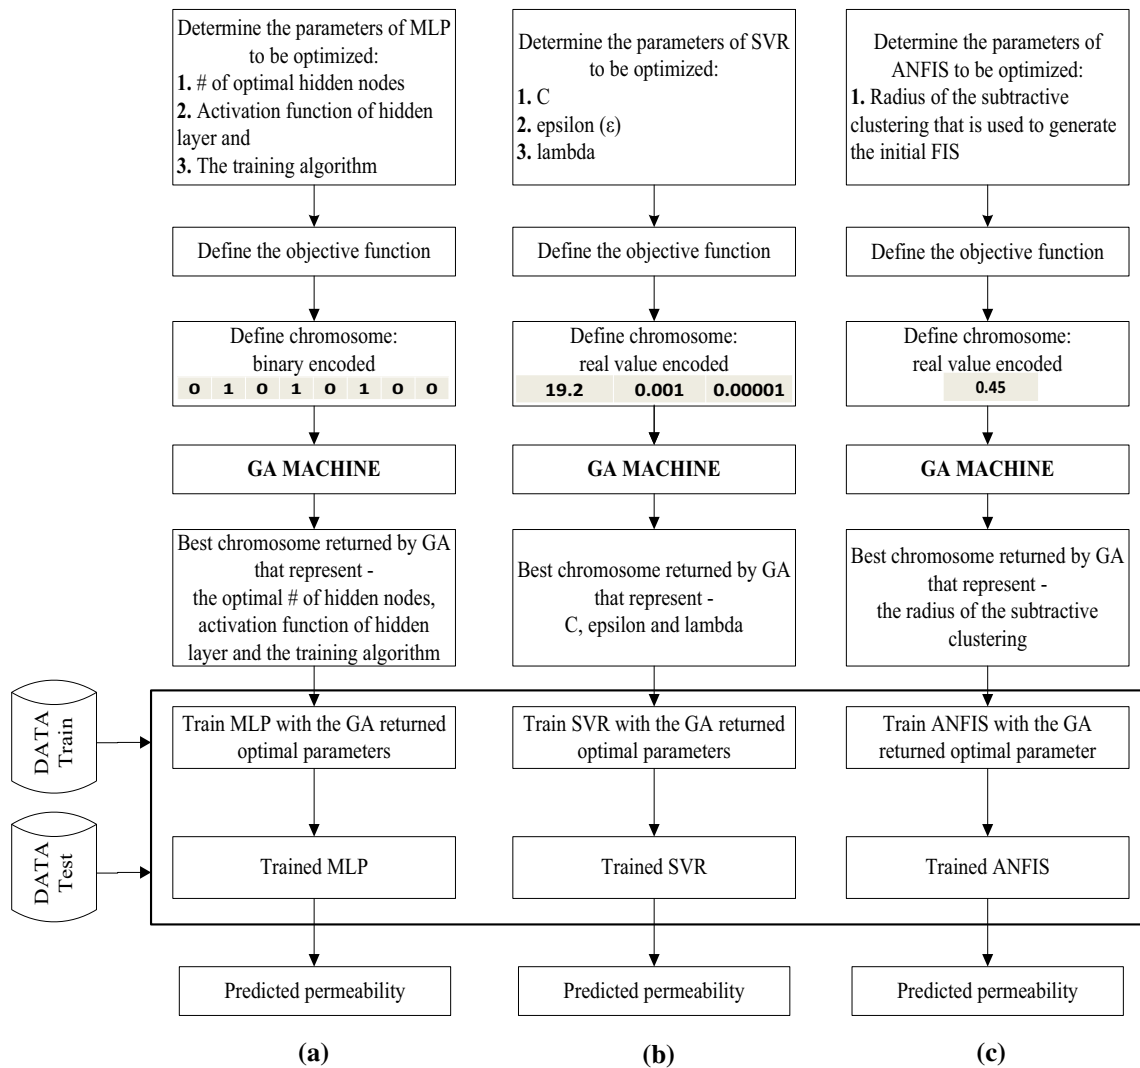 Determine the parameters of MLP
to be optimized:
1. # of optimal hidden nodes
2. Activation function of hidden
layer and
3. The training algorithm
Define the objective function
Define chromosome:
binary encoded
0 1 0 1 0 1 0 0
GA MACHINE
Best chromosome returned by GA
that represent -
the optimal # of hidden nodes,
activation function of hidden
layer and the training algorithm
Train MLP with the GA returned
optimal parameters
Trained MLP
Predicted permeability
(a)
Determine the parameters of SVR
to be optimized:
1. C
2. epsilon (ε)
3. lambda
Define the objective function
Define chromosome:
real value encoded
19.2 0.001 0.00001
GA MACHINE
Best chromosome returned by GA
that represent -
C, epsilon and lambda
Train SVR with the GA returned
optimal parameters
Trained SVR
Predicted permeability
(b)
Determine the parameters of
ANFIS to be optimized:
1. Radius of the subtractive
clustering that is used to generate
the initial FIS
Define the objective function
Define chromosome:
real value encoded
0.45
GA MACHINE
Best chromosome returned by GA
that represent -
the radius of the subtractive
clustering
Train ANFIS with the GA
returned optimal parameter
Trained ANFIS
Predicted permeability
(c)
DATA
Train
DATA
Test